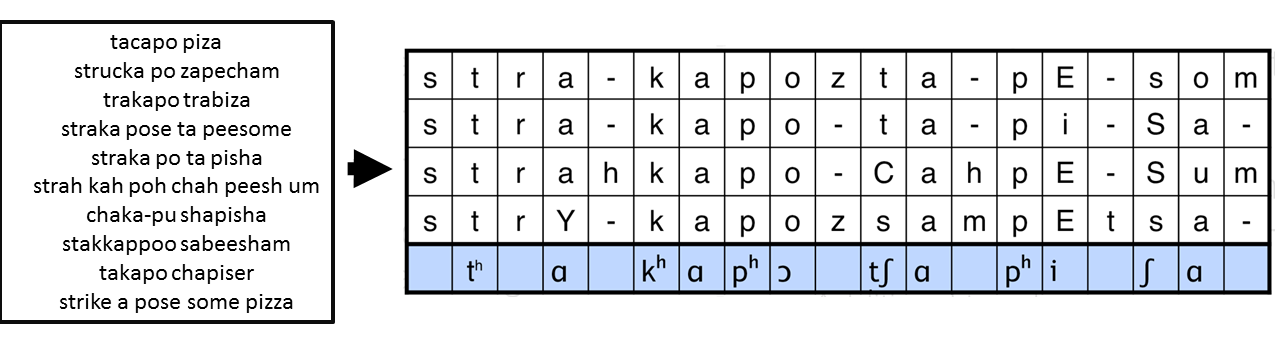 tacapo piza
strucka po zapecham
trakapo trabiza
straka pose ta peesome
straka po ta pisha
strah kah poh chah peesh um
chaka-pu shapisha
stakkappoo sabeesham
takapo chapiser
strike a pose some pizza
s t r a - k a p o z t a - p E - s o m
s t r a - k a p o - t a - p i - S a -
s t r a h k a p o - C a h p E - S u m
s t r Y - k a p o z s a m p E t s a -
tʰ ɑ kʰ ɑ pʰ ɔ tʃ ɑ pʰ i ʃ ɑ